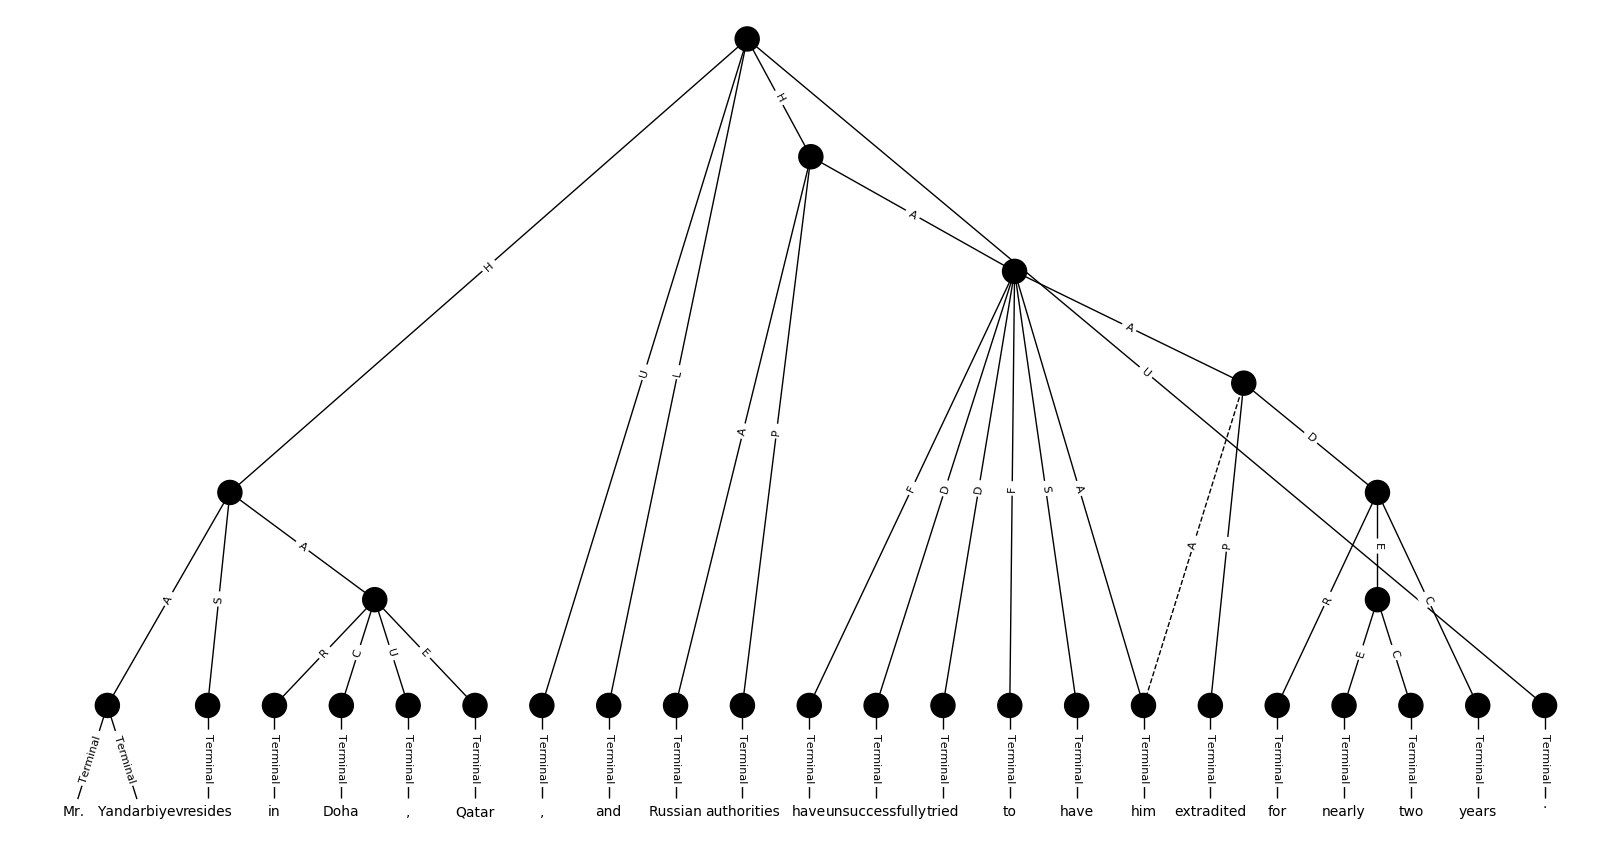 H
A
H
A
U
L
U
A
P
D
F
D
D
F
S
A
A
S
A
A
P
E
R
C
R
C
U
E
E
C
Terminal Terminal Terminal Terminal Terminal Terminal Terminal Terminal Terminal Terminal Terminal Terminal Terminal Terminal Terminal Terminal Terminal Terminal Terminal Terminal Terminal Terminal Terminal
Mr. Yandarbiyev resides in Doha , Qatar , and Russian authorities have unsuccessfully tried to have him extradited for nearly two years .